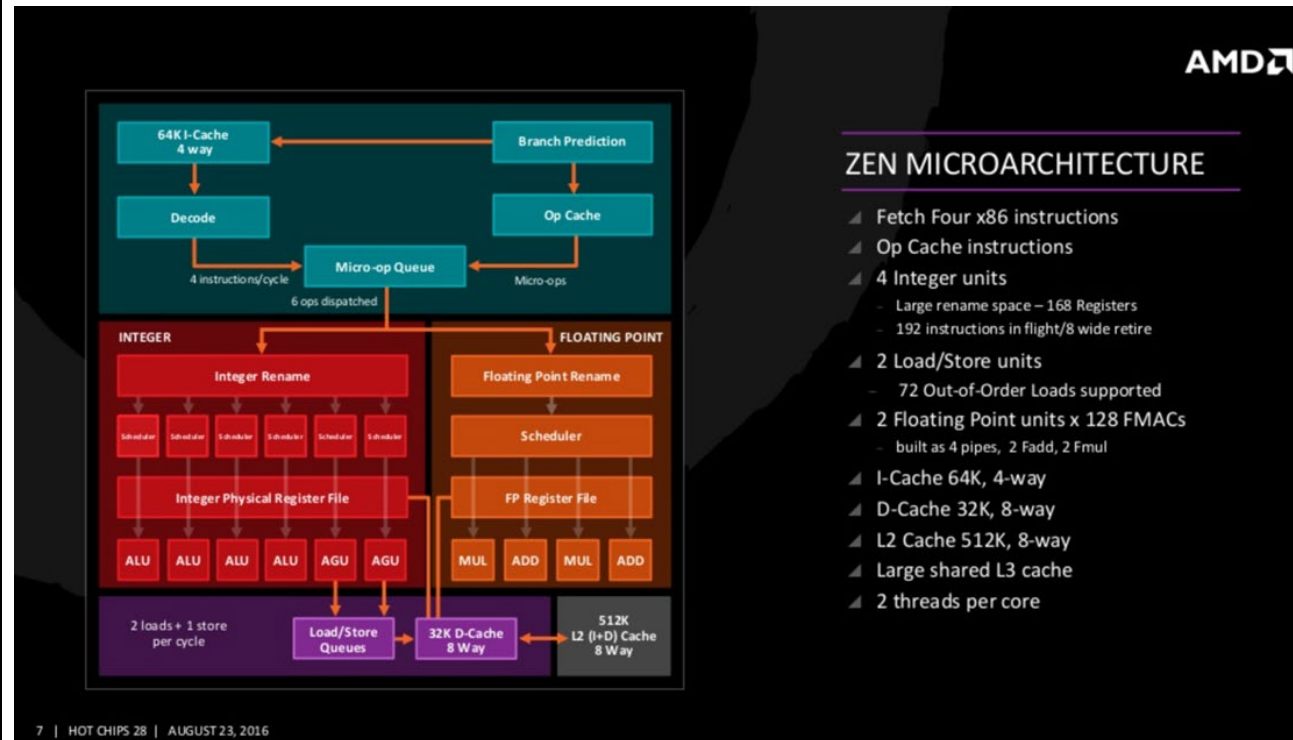 AMD
64K I-Cache
4 way
Branch Prediction
Decode
Op Cache
Micro-op Queue
4 instructions/cycle
Micro-ops
6 ops dispatched
INTEGER
Integer Rename
Scheduler Scheduler Scheduler Scheduler Scheduler Scheduler
Integer Physical Register File
ALU ALU ALU ALU AGU AGU
FLOATING POINT
Floating Point Rename
Scheduler
FP Register File
MUL ADD MUL ADD
2 loads + 1 store
per cycle
Load/Store
Queues
32K D-Cache
8 Way
512K
L2 (I+D) Cache
8 Way
ZEN MICROARCHITECTURE
Fetch Four x86 instructions
Op Cache instructions
4 Integer units
– Large rename space – 168 Registers
– 192 instructions in flight/8 wide retire
2 Load/Store units
– 72 Out-of-Order Loads supported
2 Floating Point units x 128 FMACs
– built as 4 pipes, 2 Fadd, 2 Fmul
I-Cache 64K, 4-way
D-Cache 32K, 8-way
L2 Cache 512K, 8-way
Large shared L3 cache
2 threads per core
7 | HOT CHIPS 28 | AUGUST 23, 2016